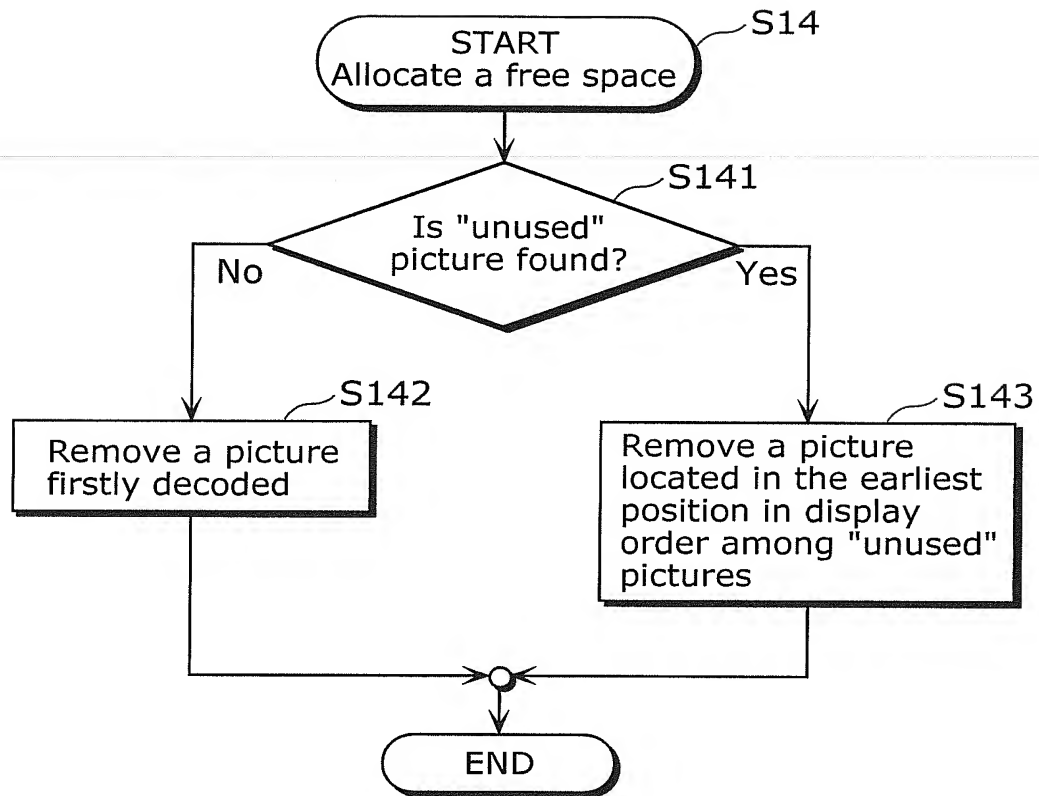 S14
START
Allocate a free space
S141
Is "unused"
picture found?
No
Yes
S142
Remove a picture
firstly decoded
S143
Remove a picture
located in the earliest
position in display
order among "unused"
pictures
END